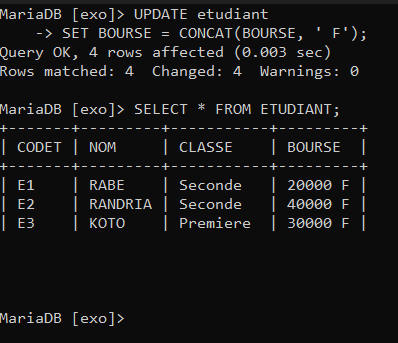 MariaDB [exo]> UPDATE etudiant
    -> SET BOURSE = CONCAT(BOURSE, ' F');
Query OK, 4 rows affected (0.003 sec)
Rows matched: 4  Changed: 4  Warnings: 0
MariaDB [exo]> SELECT * FROM ETUDIANT;
+-------+---------+----------+---------+
| CODET | NOM     | CLASSE   | BOURSE  |
+-------+---------+----------+---------+
| E1    | RABE    | Seconde  | 20000 F |
| E2    | RANDRIA | Seconde  | 40000 F |
| E3    | KOTO    | Premiere | 30000 F |
MariaDB [exo]>